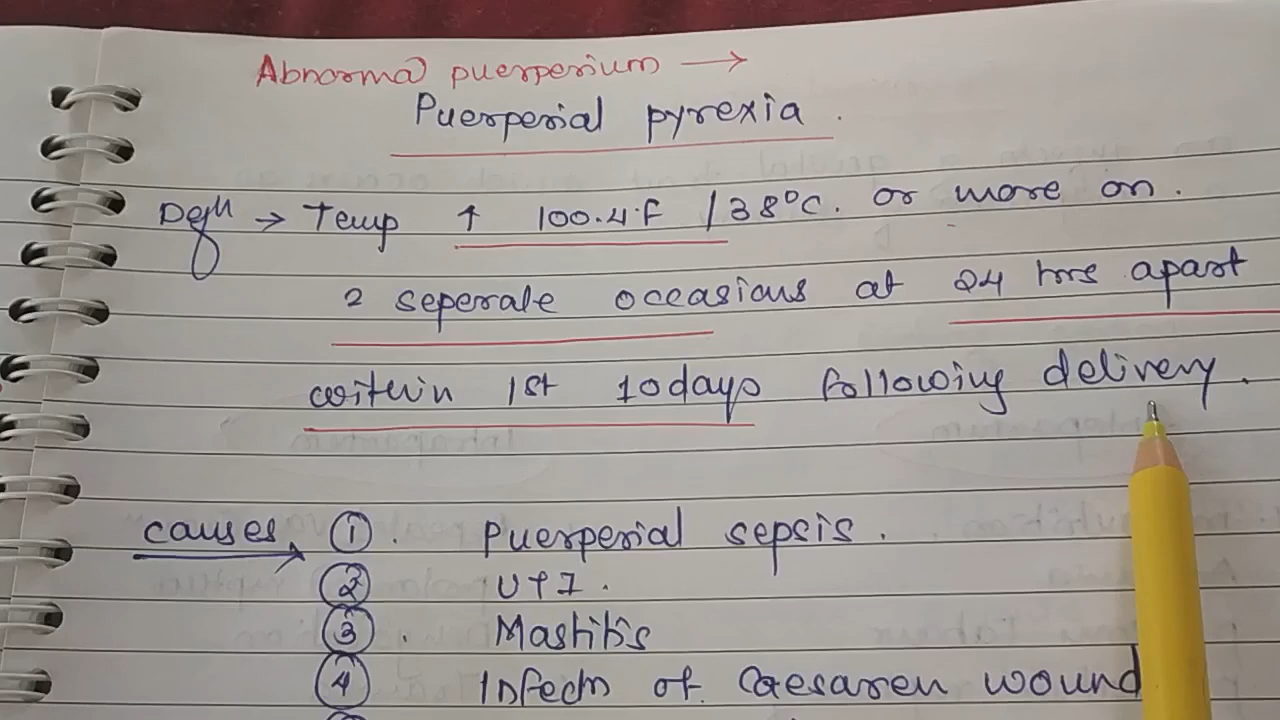 Abnormal puerperium →
Puerperial pyrexia.
Defn → Temp ↑ 100.4.F /38°C. or more on.
2 seperate occasions at 24 hrs apart
within 1st 10days following delivery.
causes → ① . Puerperial sepsis.
② UTI.
③ . Mastitis
④ Infectn of Caesaren wound